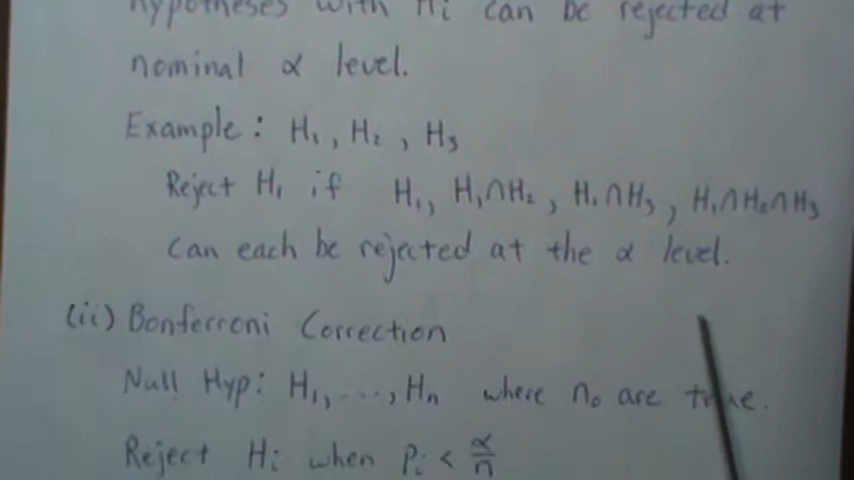 hypotheses with Hi can be rejected at
nominal α level.
Example: H₁, H₂, H₃
Reject H₁ if H₁, H₁∩H₂, H₁∩H₃, H₁∩H₂∩H₃
can each be rejected at the α level.
(ii) Bonferroni Correction
Null Hyp: H₁, ..., Hn where n₀ are true.
Reject Hi when Pi < α/n